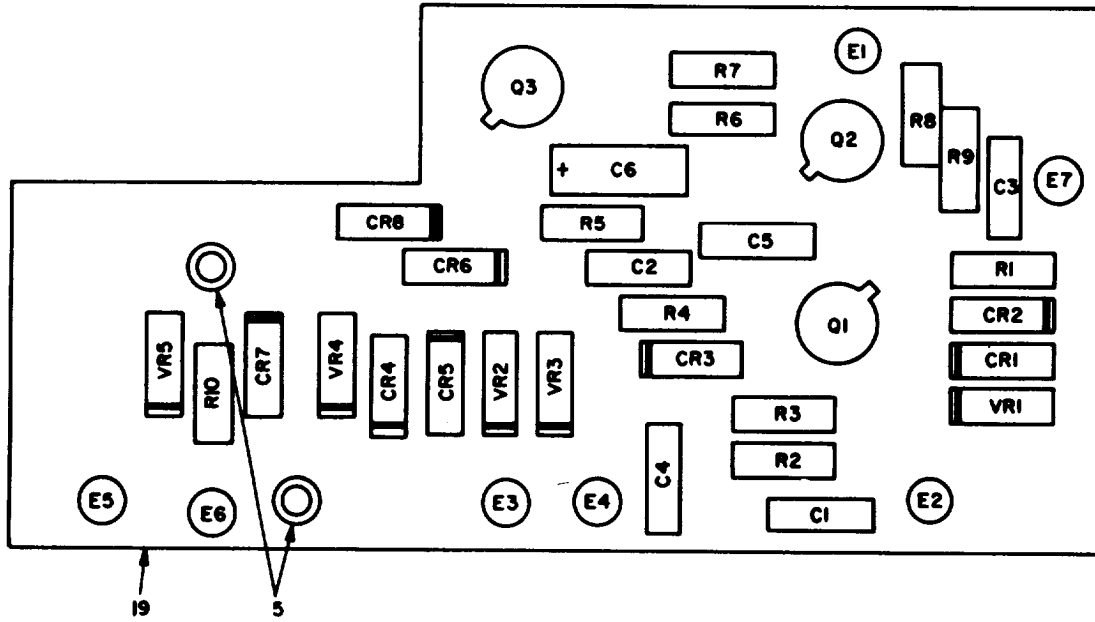 E1
R7
Q3
R6
R8
Q2
R9
+ C6
C3
E7
CR8
R5
C5
CR6
C2
R1
R4
CR2
Q1
VR5
CR7
VR4
CR3
CR1
R10
CR4
CR5
VR2
VR3
VR1
R3
C4
R2
E5
E6
E3
E4
C1
E2
19
5